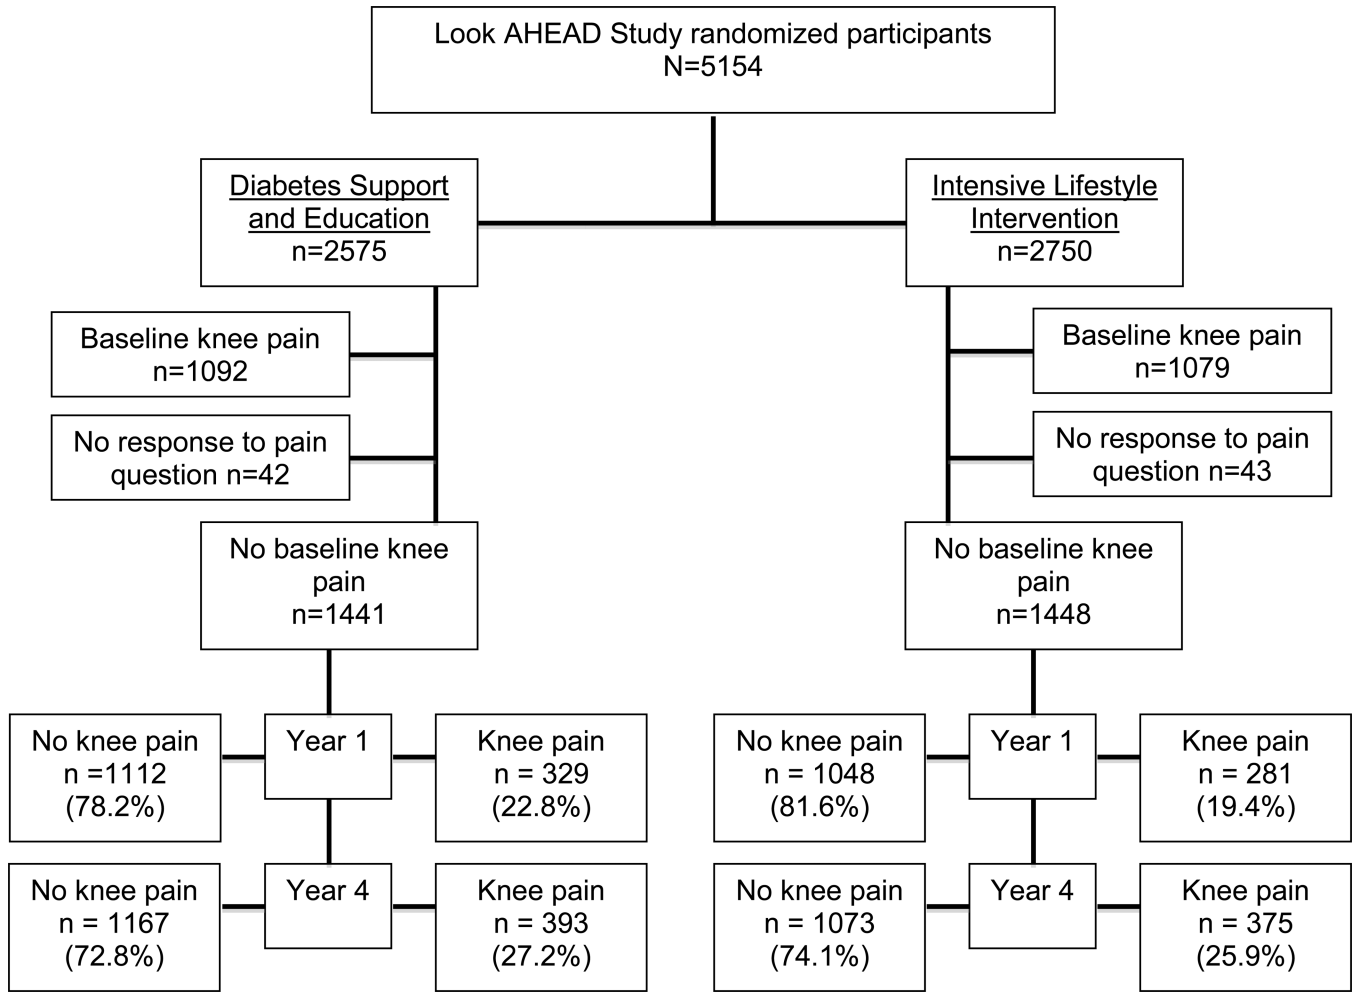 Look AHEAD Study randomized participants
N=5154
Diabetes Support
and Education
n=2575
Intensive Lifestyle
Intervention
n=2750
Baseline knee pain
n=1092
Baseline knee pain
n=1079
No response to pain
question n=42
No response to pain
question n=43
No baseline knee
pain
n=1441
No baseline knee
pain
n=1448
No knee pain
n =1112
(78.2%)
Year 1
Knee pain
n = 329
(22.8%)
No knee pain
n = 1048
(81.6%)
Year 1
Knee pain
n = 281
(19.4%)
No knee pain
n = 1167
(72.8%)
Year 4
Knee pain
n = 393
(27.2%)
No knee pain
n = 1073
(74.1%)
Year 4
Knee pain
n = 375
(25.9%)